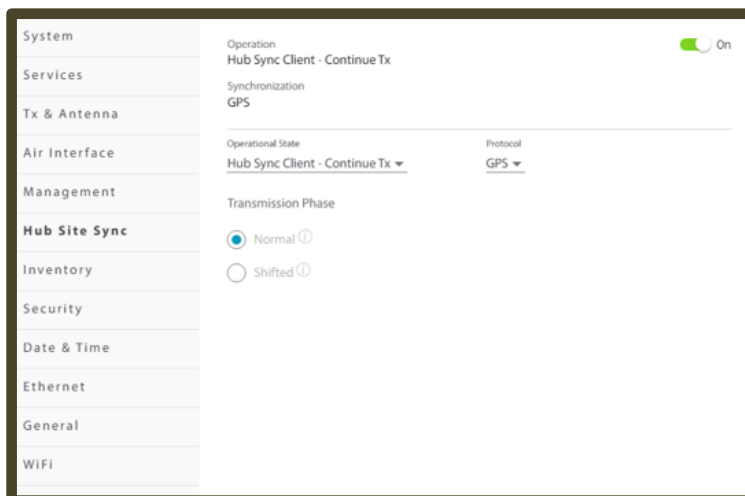 System
Services
Tx & Antenna
Air Interface
Management
Hub Site Sync
Inventory
Security
Date & Time
Ethernet
General
WiFi
Operation
On
Hub Sync Client - Continue Tx
Synchronization
GPS
Operational State
Protocol
Hub Sync Client - Continue Tx
GPS
Transmission Phase
Normal
Shifted